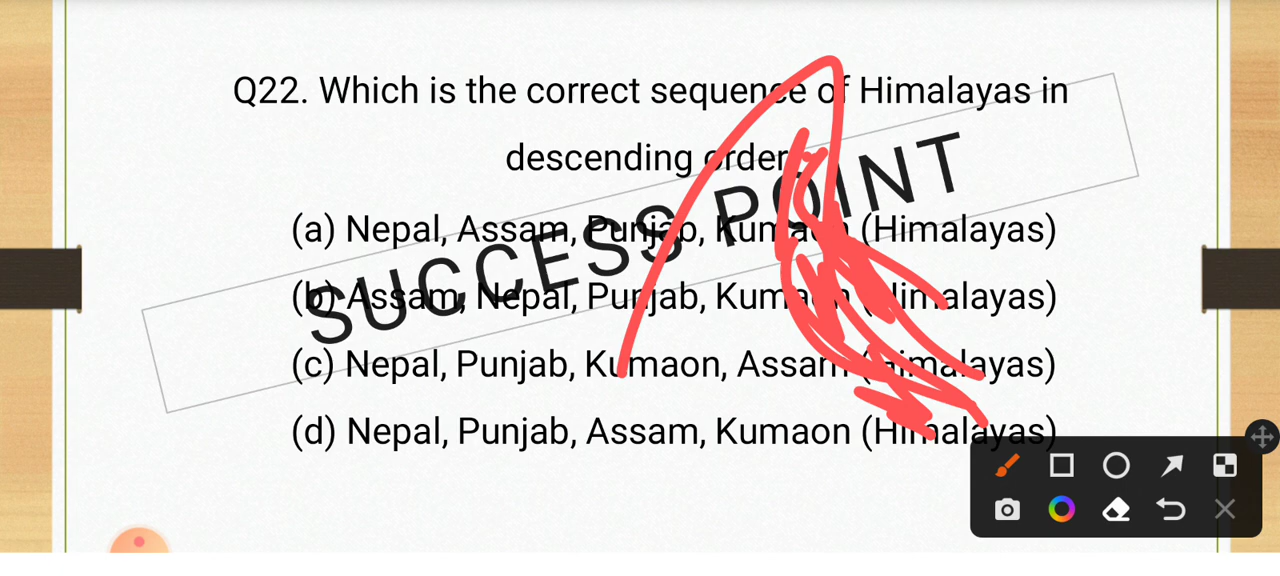 Q22. Which is the correct sequence of Himalayas in
descending order
(a) Nepal, Assam, Punjab, Kumaon (Himalayas)
(b) Assam, Nepal, Punjab, Kumaon (Himalayas)
(c) Nepal, Punjab, Kumaon, Assam (Himalayas)
(d) Nepal, Punjab, Assam, Kumaon (Himalayas)
SUCCESS POINT